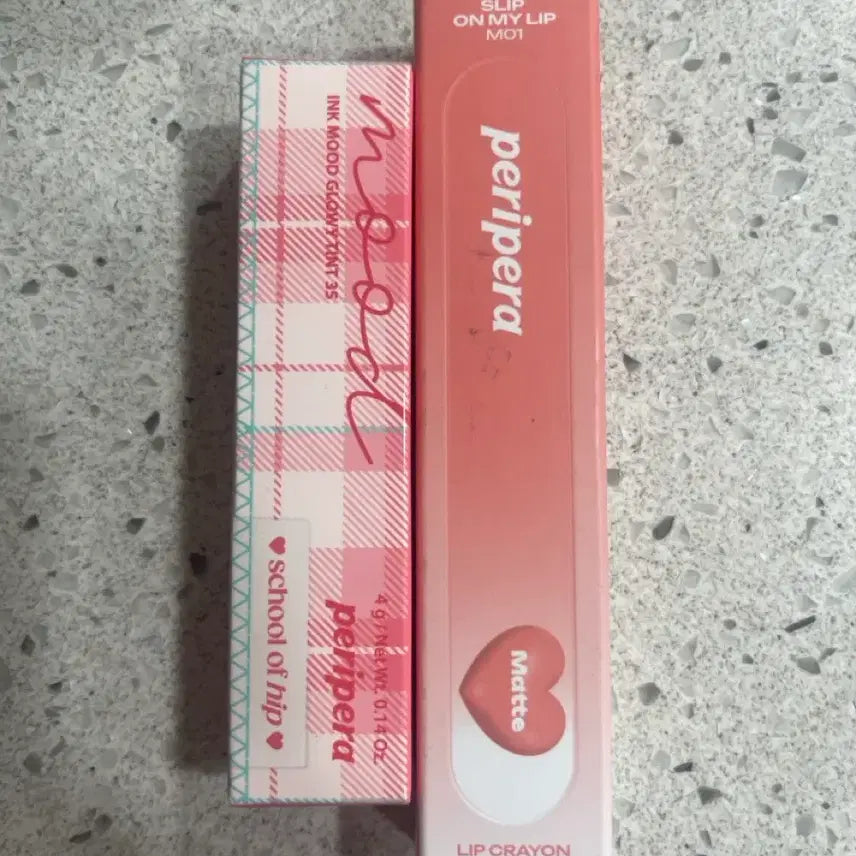 mood
INK MOOD GLOWY TINT 35
♥ school of hip ♥
4 g / Net Wt. 0.14 Oz
peripera
SLIP
ON MY LIP
M01
peripera
Matte
LIP CRAYON